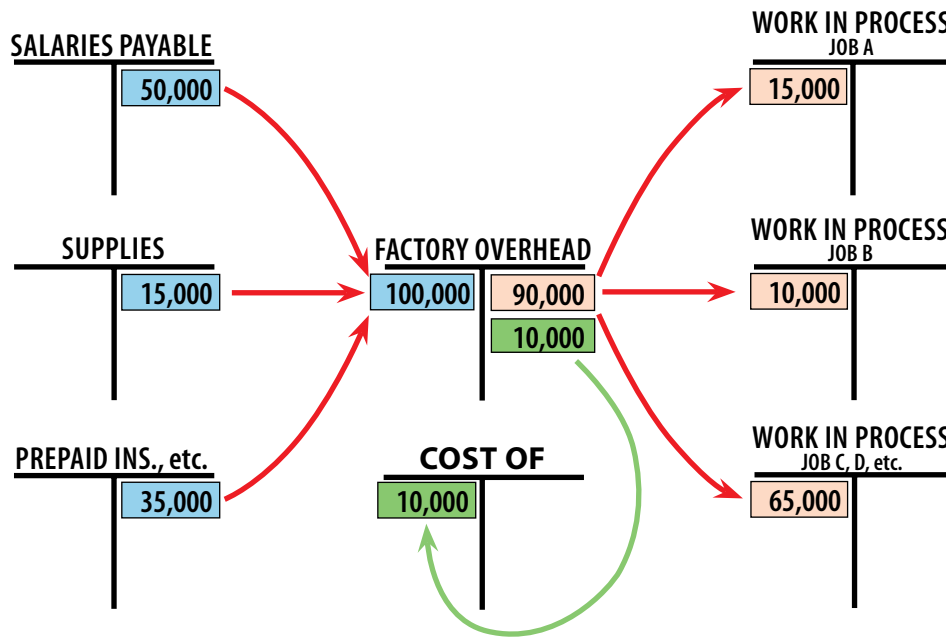 SALARIES PAYABLE
50,000
SUPPLIES
15,000
PREPAID INS., etc.
35,000
FACTORY OVERHEAD
100,000 90,000
10,000
COST OF
10,000
WORK IN PROCESS
JOB A
15,000
WORK IN PROCESS
JOB B
10,000
WORK IN PROCESS
JOB C, D, etc.
65,000